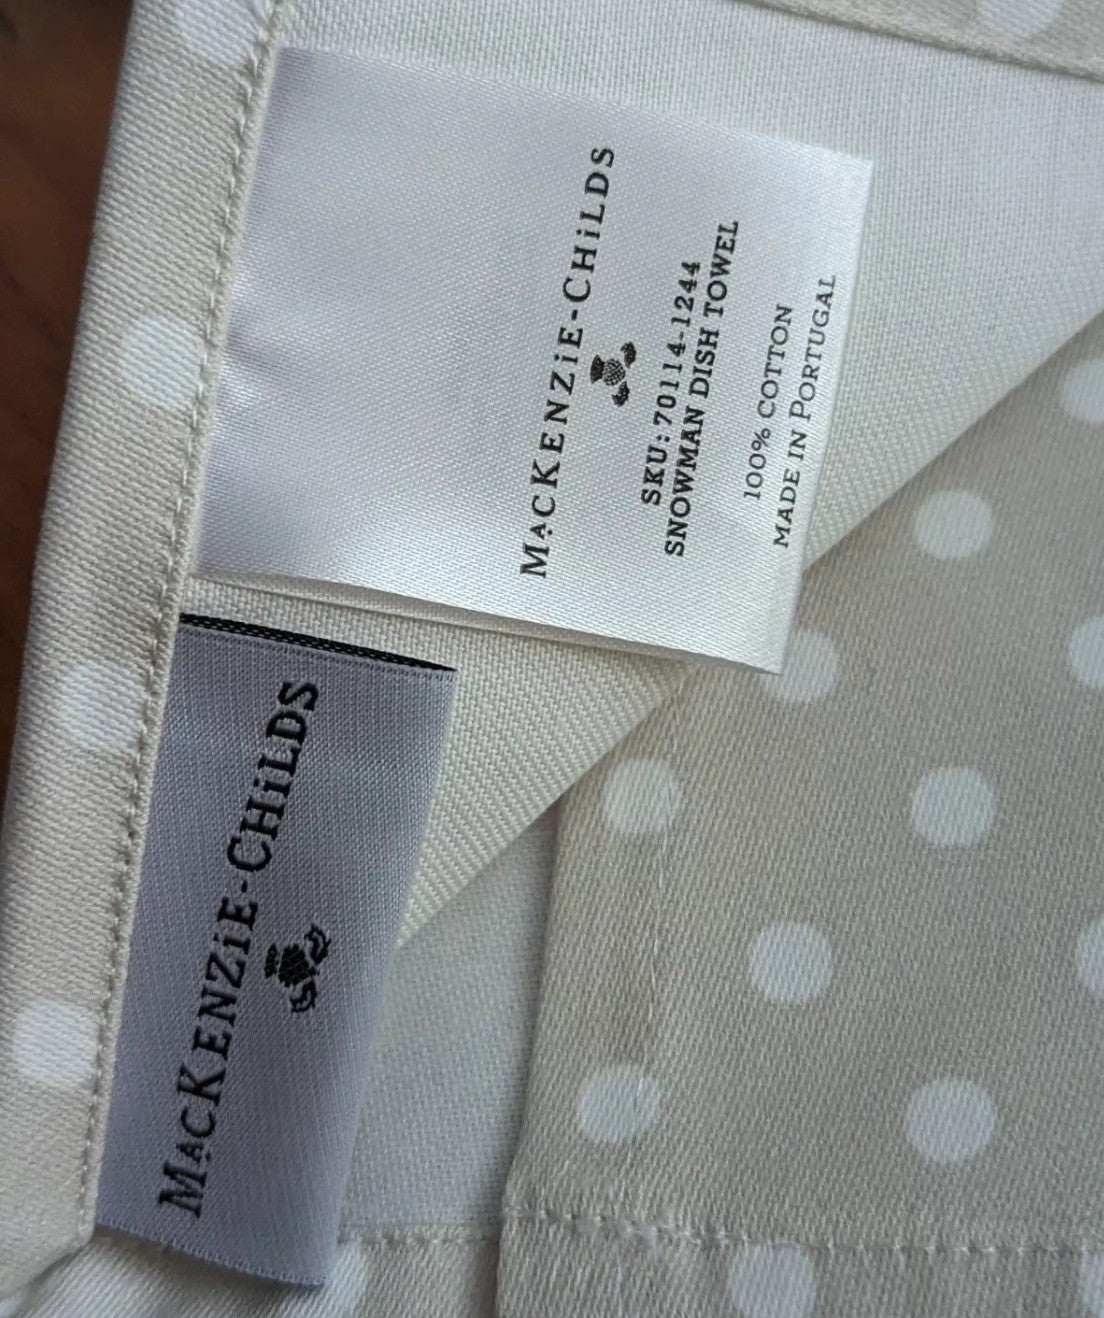 MacKenzie-Childs
SKU: 70114-1244
SNOWMAN DISH TOWEL
100% COTTON
MADE IN PORTUGAL
MacKenzie-Childs